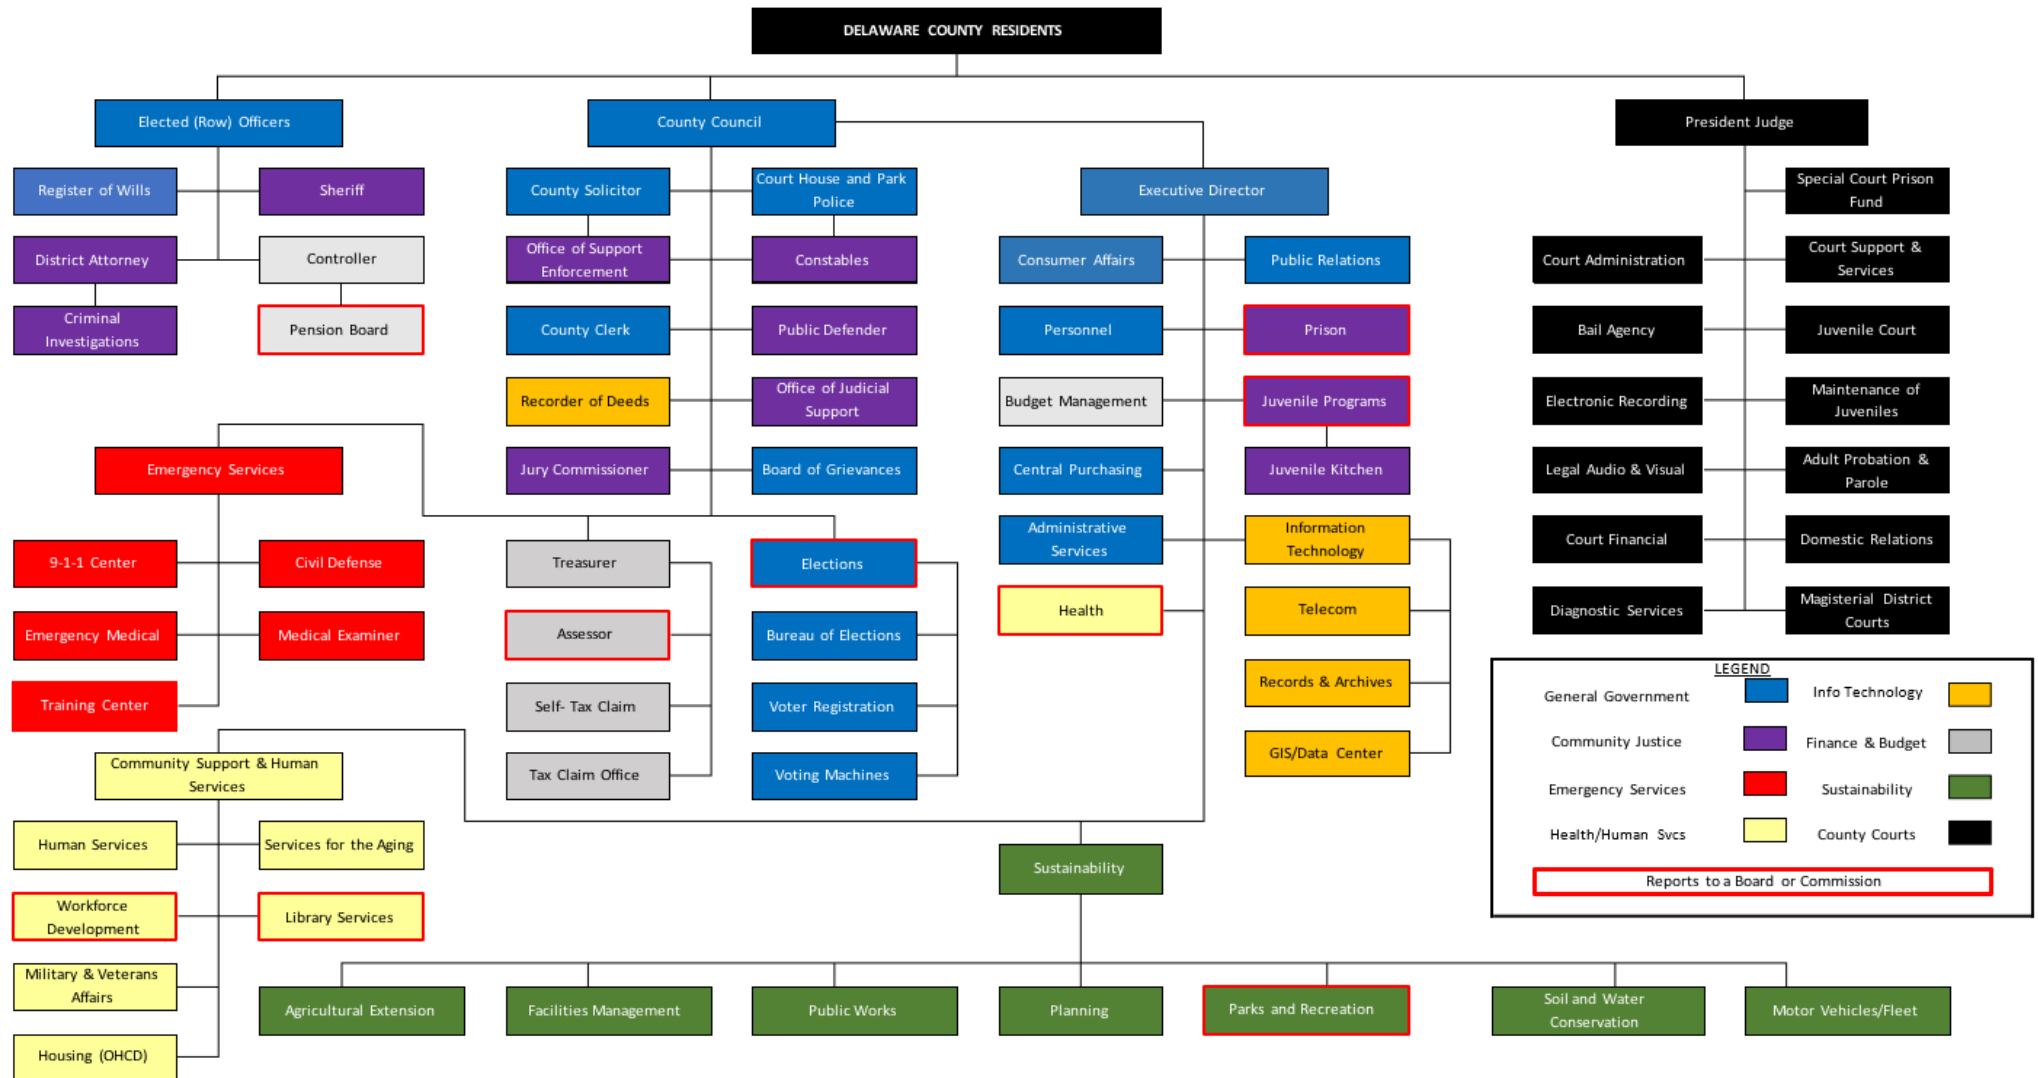 DELAWARE COUNTY RESIDENTS
Elected (Row) Officers
County Council
President Judge
Register of Wills
Sheriff
County Solicitor
Court House and Park
Police
Executive Director
Special Court Prison
Fund
District Attorney
Controller
Office of Support
Enforcement
Constables
Consumer Affairs
Public Relations
Court Administration
Court Support &
Services
Criminal
Investigations
Pension Board
County Clerk
Public Defender
Personnel
Prison
Bail Agency
Juvenile Court
Recorder of Deeds
Office of Judicial
Support
Budget Management
Juvenile Programs
Electronic Recording
Maintenance of
Juveniles
Emergency Services
Jury Commissioner
Board of Grievances
Central Purchasing
Juvenile Kitchen
Legal Audio & Visual
Adult Probation &
Parole
9-1-1 Center
Civil Defense
Treasurer
Elections
Administrative
Services
Information
Technology
Court Financial
Domestic Relations
Emergency Medical
Medical Examiner
Assessor
Bureau of Elections
Health
Telecom
Diagnostic Services
Magisterial District
Courts
Training Center
Self- Tax Claim
Voter Registration
Records & Archives
Community Support & Human
Services
Tax Claim Office
Voting Machines
GIS/Data Center
LEGEND
General Government
Info Technology
Community Justice
Finance & Budget
Emergency Services
Sustainability
Health/Human Svcs
County Courts
Reports to a Board or Commission
Human Services
Services for the Aging
Sustainability
Workforce
Development
Library Services
Military & Veterans
Affairs
Agricultural Extension
Facilities Management
Public Works
Planning
Parks and Recreation
Soil and Water
Conservation
Motor Vehicles/Fleet
Housing (OHCD)